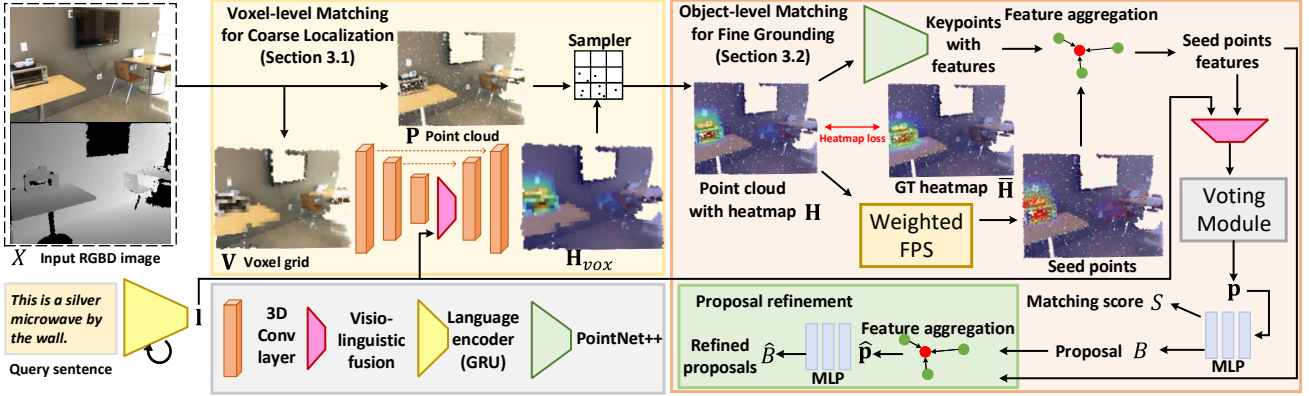 Voxel-level Matching
for Coarse Localization
(Section 3.1)
Sampler
P Point cloud
V Voxel grid
H_vox
X Input RGBD image
This is a silver
microwave by
the wall.
Query sentence
l
3D
Conv
layer
Visio-
linguistic
fusion
Language
encoder
(GRU)
PointNet++
Object-level Matching
for Fine Grounding
(Section 3.2)
Keypoints
with
features
Feature aggregation
Seed points
features
Heatmap loss
Point cloud
with heatmap H
GT heatmap H̅
Weighted
FPS
Seed points
Voting
Module
p
Matching score S
MLP
Proposal B
Proposal refinement
Feature aggregation
p̂
MLP
B̂
Refined
proposals